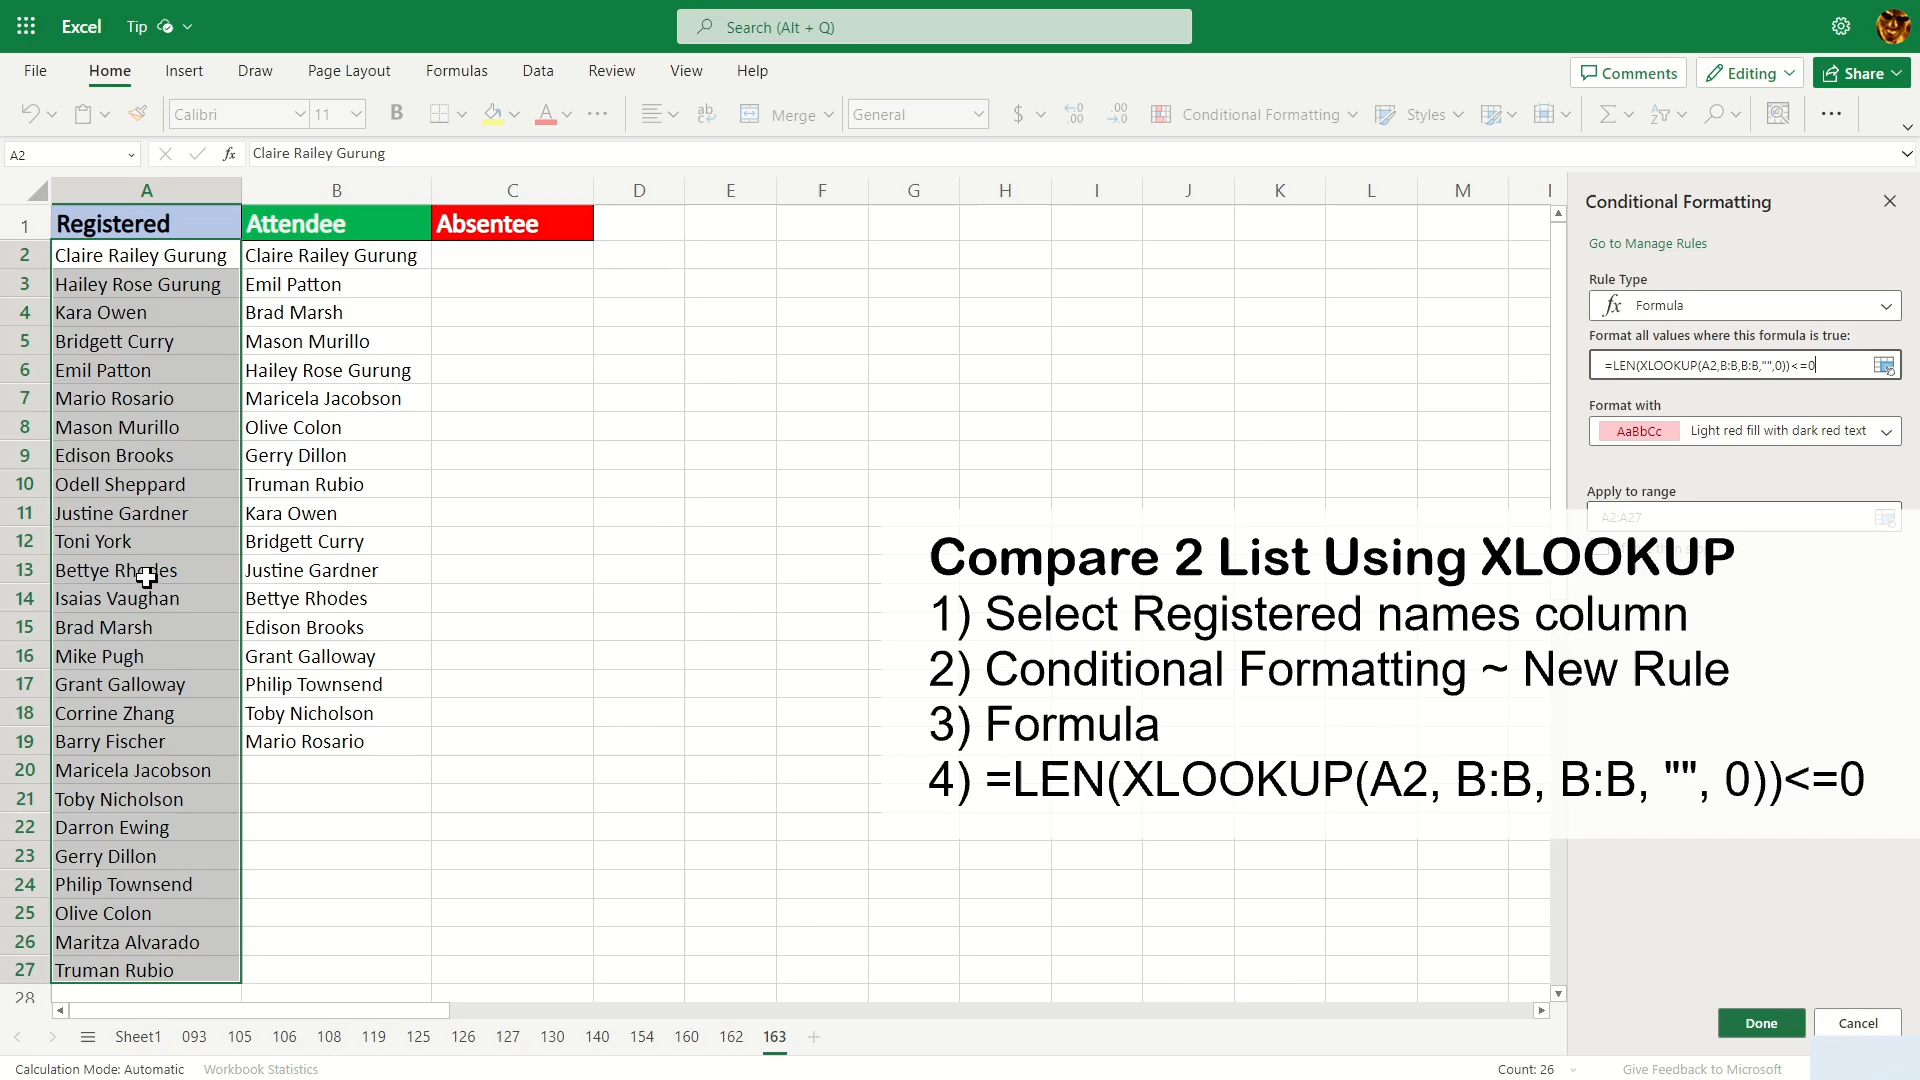 Excel Tip Search (Alt + Q)
File Home Insert Draw Page Layout Formulas Data Review View Help Comments Editing Share
Calibri 11 B A ab General $ .00 Merge Conditional Formatting Styles
A2 fx Claire Railey Gurung
A B C D E F G H I J K L M
1 Registered Attendee Absentee
2 Claire Railey Gurung Claire Railey Gurung
3 Hailey Rose Gurung Emil Patton
4 Kara Owen Brad Marsh
5 Bridgett Curry Mason Murillo
6 Emil Patton Hailey Rose Gurung
7 Mario Rosario Maricela Jacobson
8 Mason Murillo Olive Colon
9 Edison Brooks Gerry Dillon
10 Odell Sheppard Truman Rubio
11 Justine Gardner Kara Owen
12 Toni York Bridgett Curry
13 Bettye Rhodes Justine Gardner
14 Isaias Vaughan Bettye Rhodes
15 Brad Marsh Edison Brooks
16 Mike Pugh Grant Galloway
17 Grant Galloway Philip Townsend
18 Corrine Zhang Toby Nicholson
19 Barry Fischer Mario Rosario
20 Maricela Jacobson
21 Toby Nicholson
22 Darron Ewing
23 Gerry Dillon
24 Philip Townsend
25 Olive Colon
26 Maritza Alvarado
27 Truman Rubio
28
Conditional Formatting
Go to Manage Rules
Rule Type
fx Formula
Format all values where this formula is true:
=LEN(XLOOKUP(A2,B:B,B:B,"",0))<=0
Format with
AaBbCc Light red fill with dark red text
Apply to range
A2:A27
Compare 2 List Using XLOOKUP
1) Select Registered names column
2) Conditional Formatting ~ New Rule
3) Formula
4) =LEN(XLOOKUP(A2, B:B, B:B, "", 0))<=0
Done Cancel
Sheet1 093 105 106 108 119 125 126 127 130 140 154 160 162 163
Calculation Mode: Automatic Workbook Statistics Count: 26 Give Feedback to Microsoft